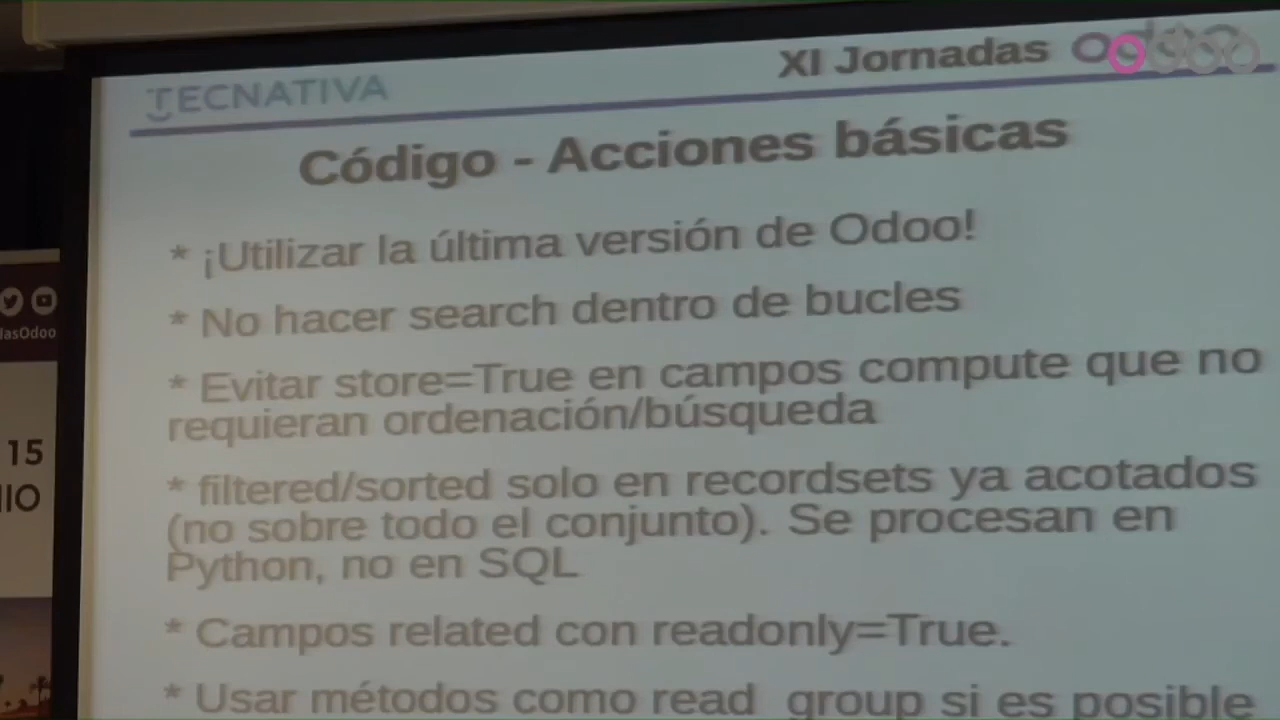 TECNATIVA
XI Jornadas odoo
odoo
Código - Acciones básicas
* ¡Utilizar la última versión de Odoo!
* No hacer search dentro de bucles
* Evitar store=True en campos compute que no
requieran ordenación/búsqueda
* filtered/sorted solo en recordsets ya acotados
(no sobre todo el conjunto). Se procesan en
Python, no en SQL
* Campos related con readonly=True.
* Usar métodos como read_group si es posible
lasOdoo
15
IO